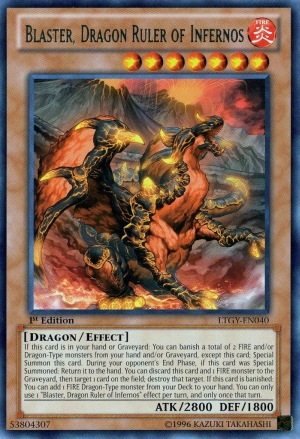 BLASTER, DRAGON RULER OF INFERNOS
FIRE
炎
1st Edition
LTGY-EN040
[DRAGON/EFFECT]
If this card is in your hand or Graveyard: You can banish a total of 2 FIRE and/or
Dragon-Type monsters from your hand and/or Graveyard, except this card; Special
Summon this card. During your opponent's End Phase, if this card was Special
Summoned: Return it to the hand. You can discard this card and 1 FIRE monster to the
Graveyard, then target 1 card on the field; destroy that target. If this card is banished:
You can add 1 FIRE Dragon-Type monster from your Deck to your hand. You can only
use 1 "Blaster, Dragon Ruler of Infernos" effect per turn, and only once that turn.
ATK/2800 DEF/1800
53804307
©1996 KAZUKI TAKAHASHI